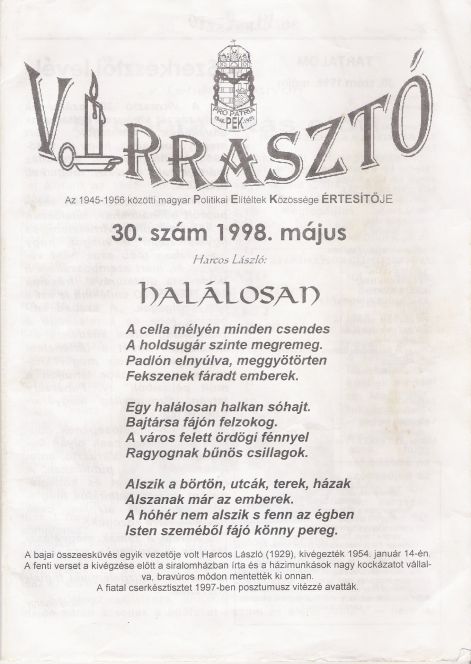 VIRRASZTÓ
PRO PATRIA
PEK
Az 1945-1956 közötti magyar Politikai Elítéltek Közössége ÉRTESÍTŐJE
30. szám 1998. május
Harcos László:
halálosan
A cella mélyén minden csendes
A holdsugár szinte megremeg.
Padlón elnyúlva, meggyötörten
Fekszenek fáradt emberek.
Egy halálosan halkan sóhajt.
Bajtársa fájón felzokog.
A város felett ördögi fénnyel
Ragyognak bűnös csillagok.
Alszik a börtön, utcák, terek, házak
Alszanak már az emberek.
A hóhér nem alszik s fenn az égben
Isten szeméből fájó könny pereg.
A bajai összeesküvés egyik vezetője volt Harcos László (1929), kivégezték 1954. január 14-én.
A fenti verset a kivégzése előtt a siralomházban írta és a házimunkások nagy kockázatot vállal-
va, bravúros módon mentették ki onnan.
A fiatal cserkésztisztet 1997-ben posztumusz vitézzé avatták.